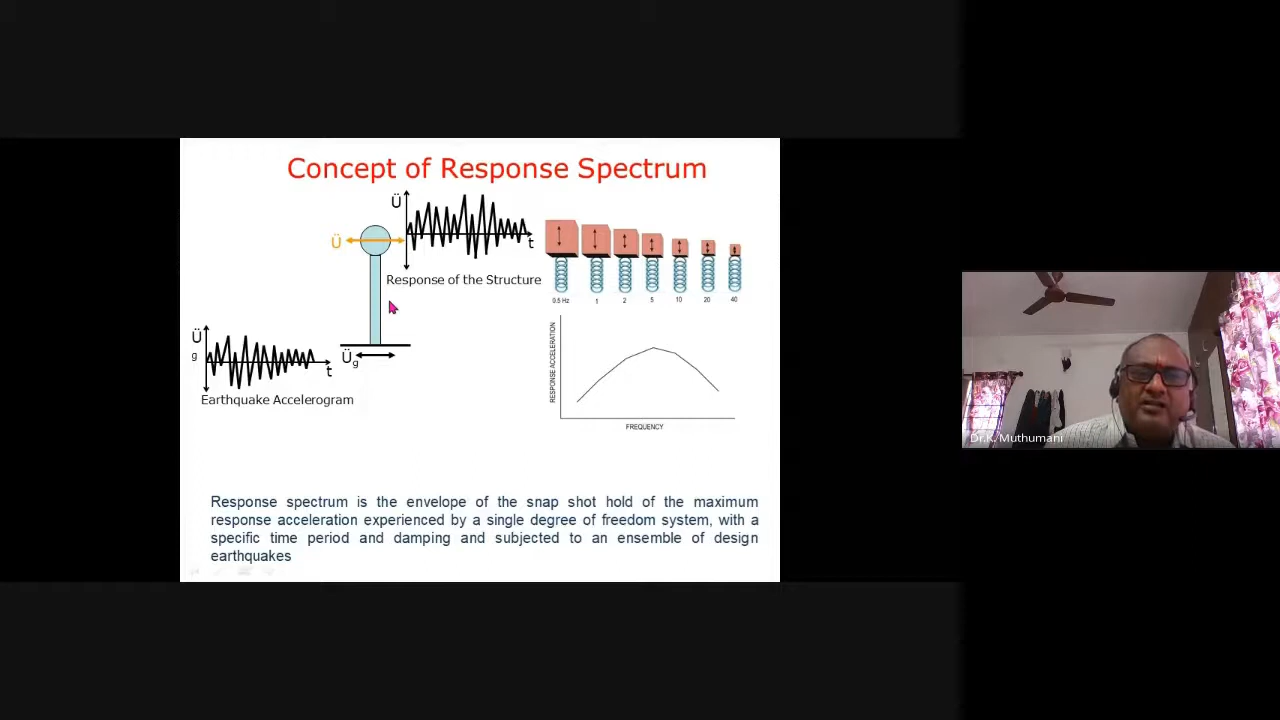 Concept of Response Spectrum
Ü
Ü
t
Response of the Structure
0.5 Hz 1 2 5 10 20 40
Ü
g
t
Üg
Earthquake Accelerogram
RESPONSE ACCELERATION
FREQUENCY
Response spectrum is the envelope of the snap shot hold of the maximum
response acceleration experienced by a single degree of freedom system, with a
specific time period and damping and subjected to an ensemble of design
earthquakes
Dr.K. Muthumani